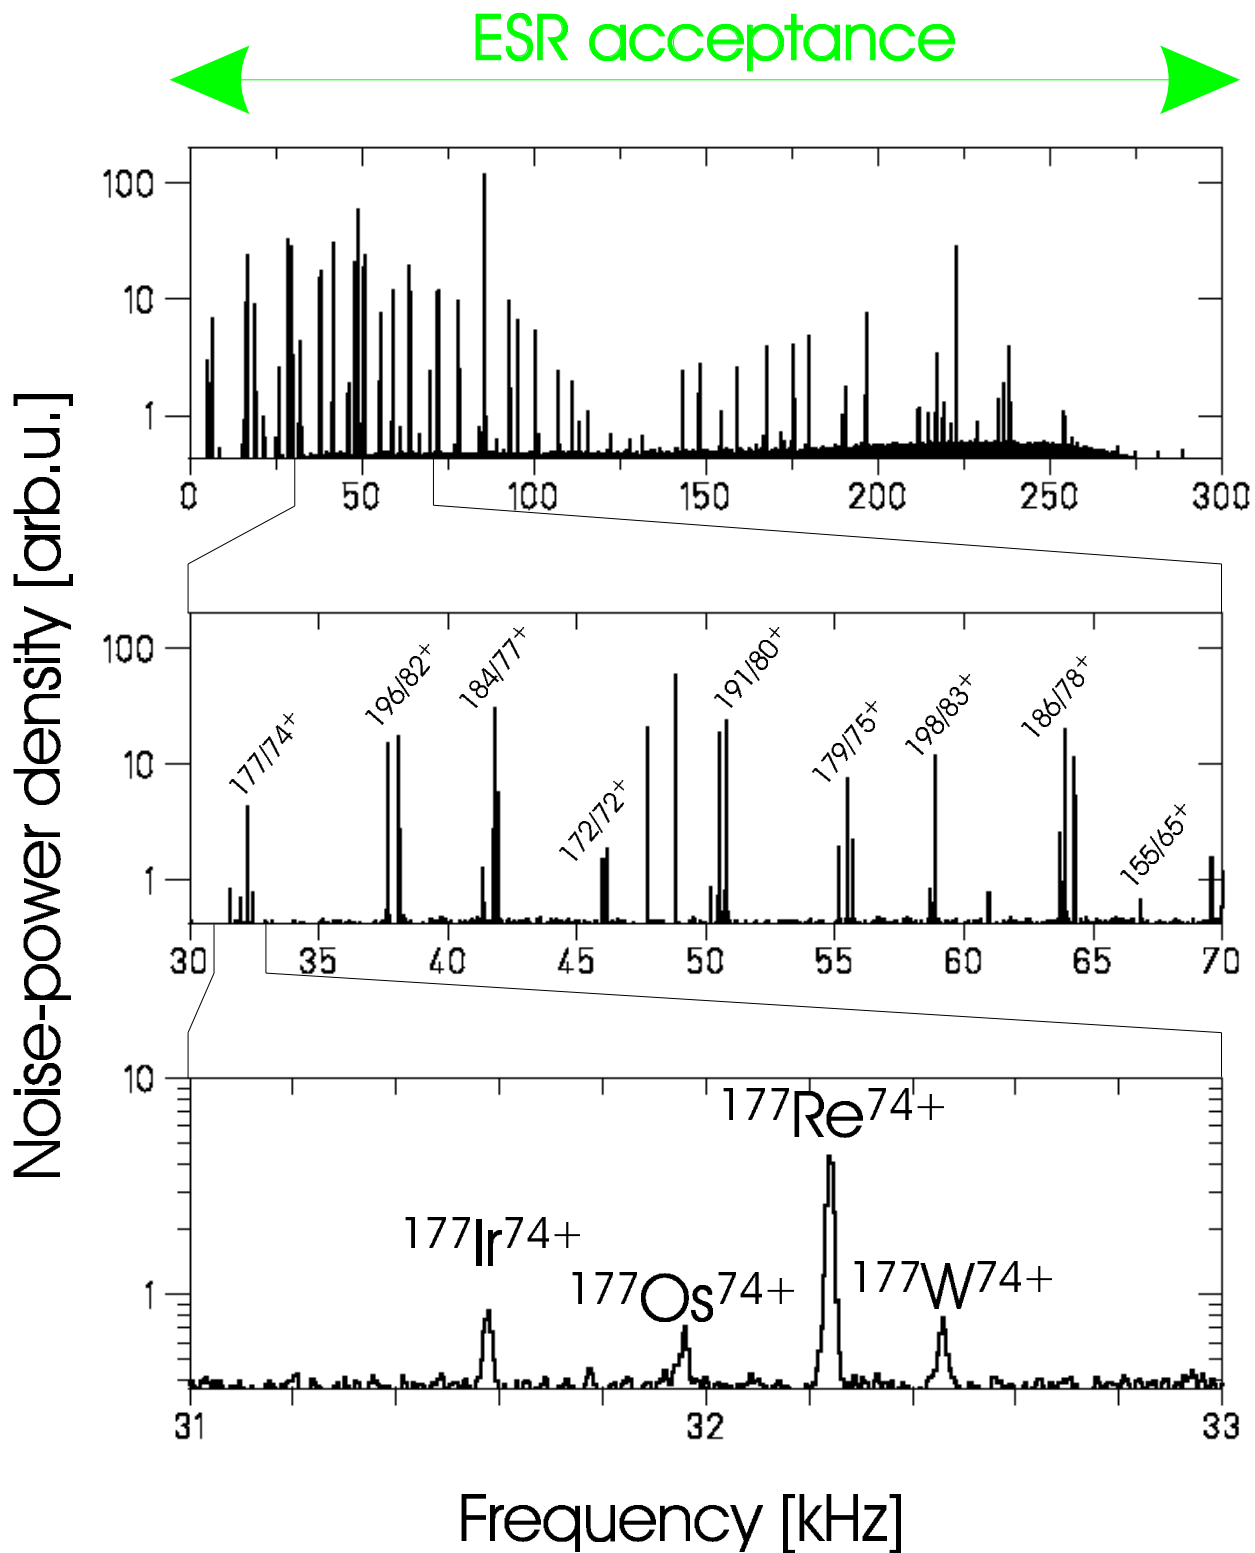 ESR acceptance
Noise-power density [arb.u.]
100
10
1
0 50 100 150 200 250 300
100
10
1
177/74⁺
196/82⁺
184/77⁺
172/72⁺
191/80⁺
179/75⁺
198/83⁺
186/78⁺
155/65⁺
30 35 40 45 50 55 60 65 70
10
1
¹⁷⁷Ir⁷⁴⁺
¹⁷⁷Os⁷⁴⁺
¹⁷⁷Re⁷⁴⁺
¹⁷⁷W⁷⁴⁺
31 32 33
Frequency [kHz]